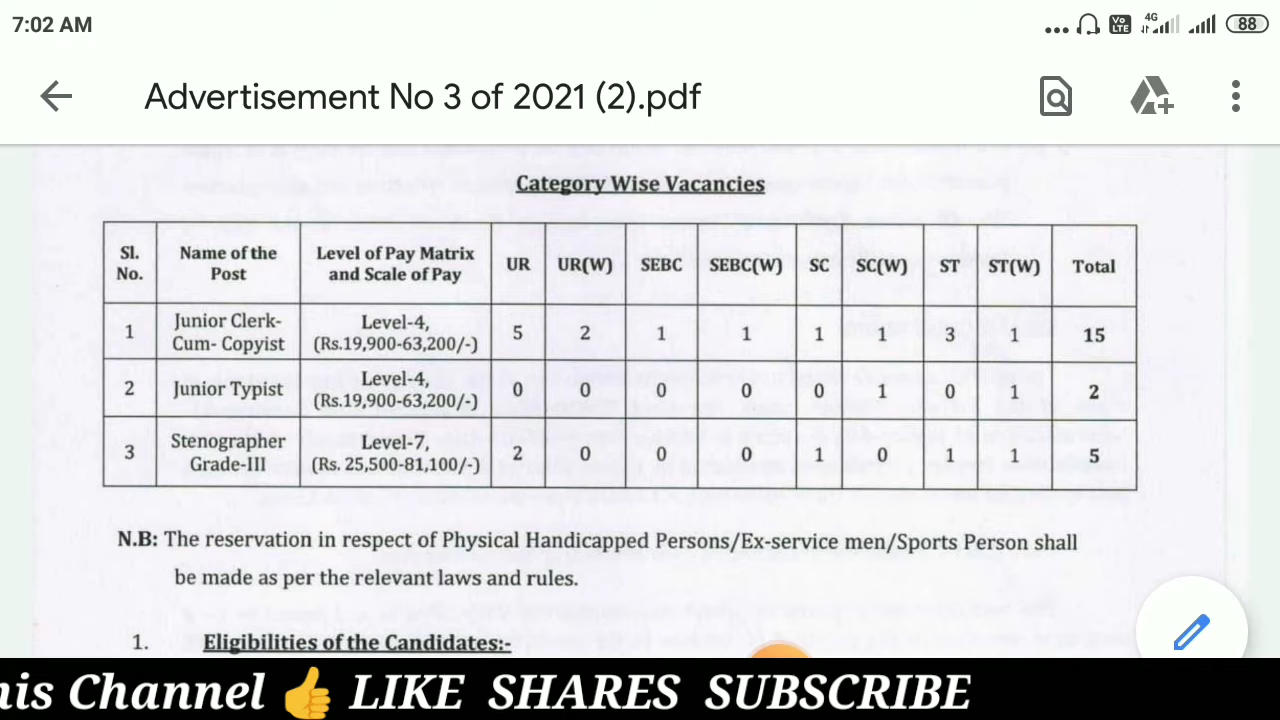 7:02 AM
... Vo LTE 4G 88
Advertisement No 3 of 2021 (2).pdf
Category Wise Vacancies
Sl. No. Name of the Post Level of Pay Matrix and Scale of Pay UR UR(W) SEBC SEBC(W) SC SC(W) ST ST(W) Total
1 Junior Clerk- Cum- Copyist Level-4, (Rs.19,900-63,200/-) 5 2 1 1 1 1 3 1 15
2 Junior Typist Level-4, (Rs.19,900-63,200/-) 0 0 0 0 0 1 0 1 2
3 Stenographer Grade-III Level-7, (Rs. 25,500-81,100/-) 2 0 0 0 1 0 1 1 5
N.B: The reservation in respect of Physical Handicapped Persons/Ex-service men/Sports Person shall
be made as per the relevant laws and rules.
1. Eligibilities of the Candidates:-
his Channel 👍 LIKE SHARES SUBSCRIBE